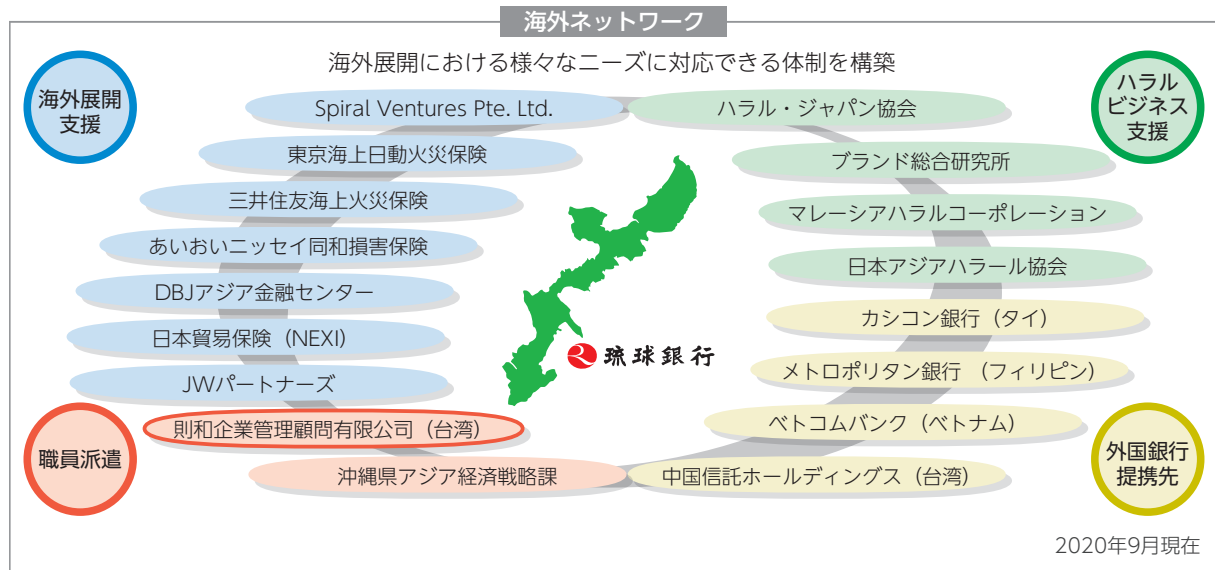 海外ネットワーク
海外展開における様々なニーズに対応できる体制を構築
海外展開
支援
Spiral Ventures Pte. Ltd.
東京海上日動火災保険
三井住友海上火災保険
あいおいニッセイ同和損害保険
DBJアジア金融センター
日本貿易保険（NEXI）
JWパートナーズ
職員派遣
則和企業管理顧問有限公司（台湾）
沖縄県アジア経済戦略課
琉球銀行
ハラル
ビジネス
支援
ハラル・ジャパン協会
ブランド総合研究所
マレーシアハラルコーポレーション
日本アジアハラール協会
カシコン銀行（タイ）
メトロポリタン銀行 （フィリピン）
ベトコムバンク（ベトナム）
中国信託ホールディングス（台湾）
外国銀行
提携先
2020年9月現在